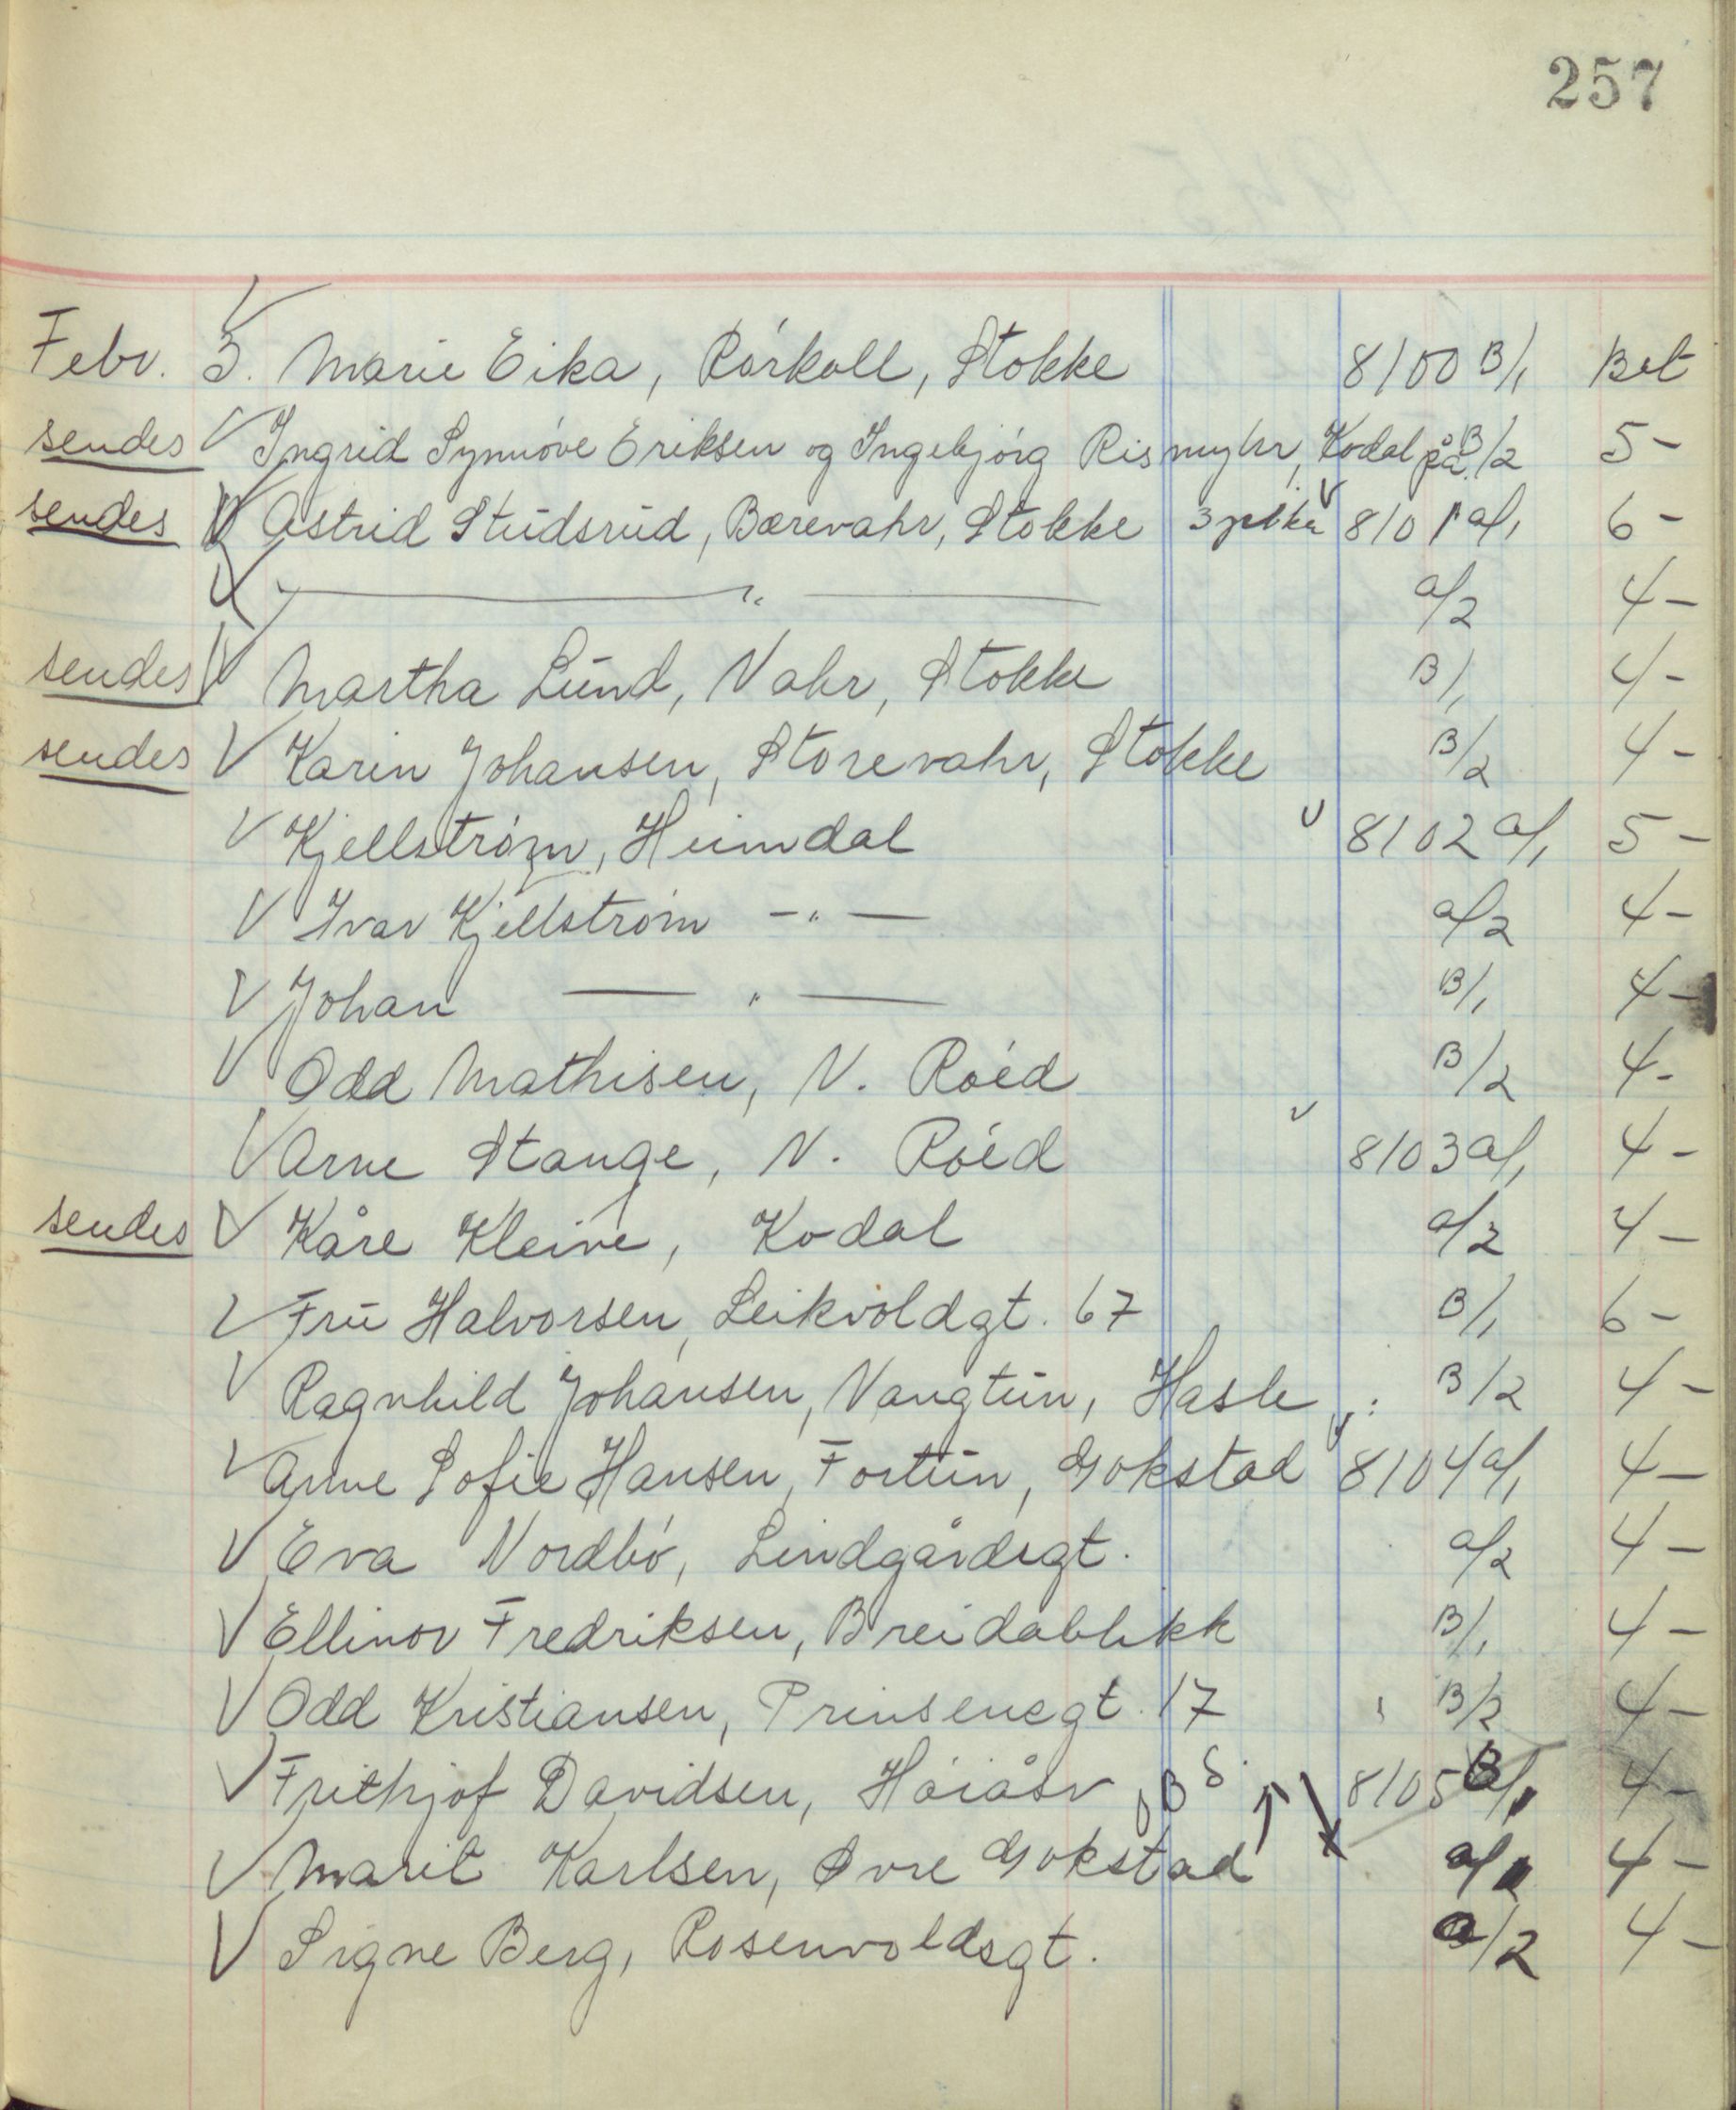 257
Febr. 3. Marie Eika, Rørkoll, Stokke 8100 B/1 Bet
sendes V Ingrid Synnøve Eriksen og Ingebjørg Rismyhr, Kodal på B/2 5-
sendes V Astrid Studsrud, Bærevahr, Stokke 3 8101 a/1 6-
V —— " —— a/2 4-
sendes V Martha Lund, Vahr, Stokke B/1 4-
sendes V Karin Johansen, Storevahr, Stokke B/2 4-
V Kjellstrøm, Heimdal V 8102 a/1 5-
V Ivar Kjellstrøm - " - a/2 4-
V Johan — " — B/1 4-
V Odd Mathisen, N. Røed B/2 4-
V Arne Stange, N. Røed V 8103 a/1 4-
sendes V Kåre Kleive, Kodal a/2 4-
V Fru Halvorsen, Leikvoldgt. 67 B/1 6-
V Ragnhild Johansen, Vangtun, Hasle B/2 4-
V Anne Sofie Hansen, Fortun, Gokstad V 8104 a/1 4-
V Eva Nordbø, Lindgårdsgt. a/2 4-
V Ellinor Fredriksen, Breidablikk B/1 4-
V Odd Kristiansen, Prinsensgt. 17 B/2 4-
V Frithjof Davidsen, Høiåsv 8105 B/1 4-
V Marit Karlsen, Øvre Gokstad a/1 4-
V Signe Berg, Rosenvoldsgt. a/2 4-